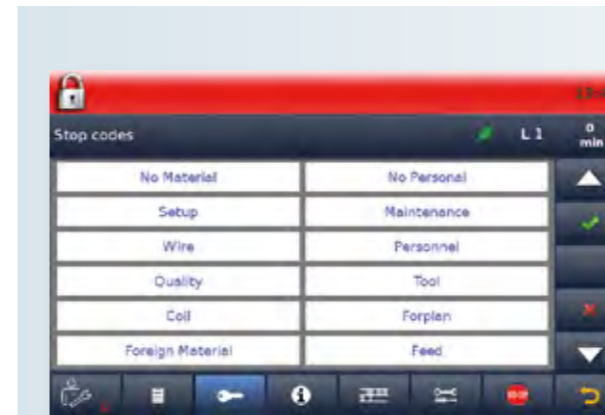 Stop codes L 1 0
min
No Material No Personal
Setup Maintenance
Wire Personnel
Quality Tool
Coil Forplan
Foreign Material Feed
STOP